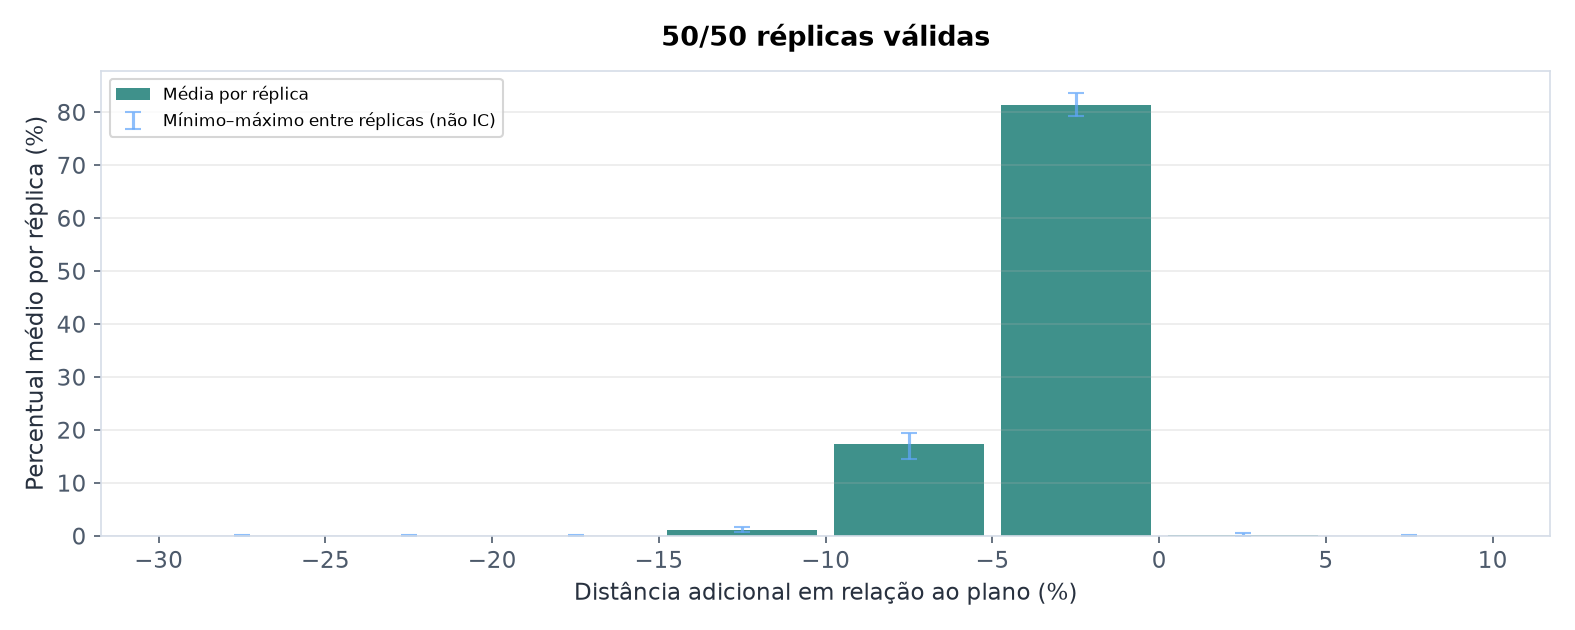 50/50 réplicas válidas
Média por réplica
Mínimo–máximo entre réplicas (não IC)
Percentual médio por réplica (%)
80
70
60
50
40
30
20
10
0
−30 −25 −20 −15 −10 −5 0 5 10
Distância adicional em relação ao plano (%)